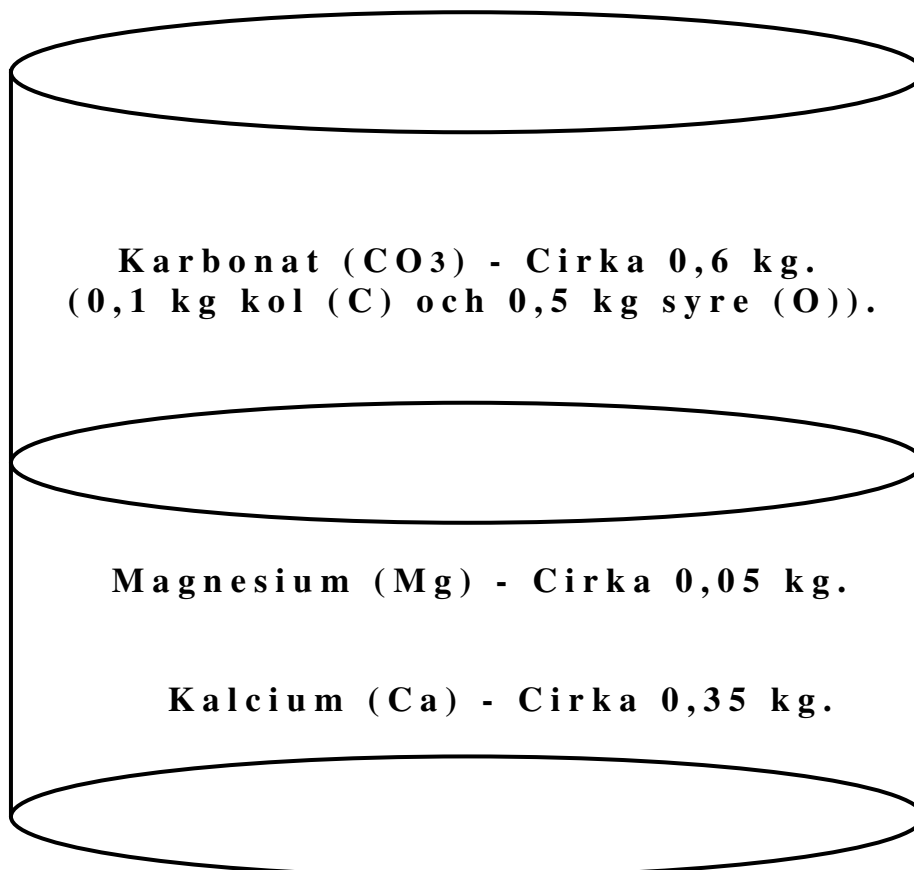 Karbonat (CO3) - Cirka 0,6 kg.
(0,1 kg kol (C) och 0,5 kg syre (O)).
Magnesium (Mg) - Cirka 0,05 kg.
Kalcium (Ca) - Cirka 0,35 kg.